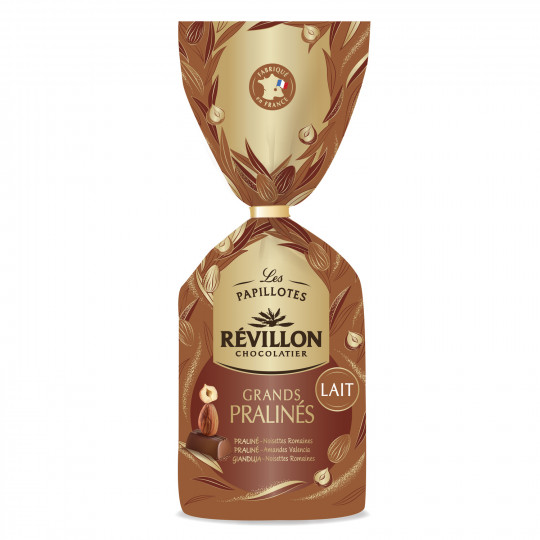 FABRIQUÉ
en FRANCE
Les
PAPILLOTES
RÉVILLON
CHOCOLATIER
GRANDS
PRALINÉS
LAIT
PRALINÉ - Noisettes Romaines
PRALINÉ - Amandes Valencia
GIANDUJA - Noisettes Romaines